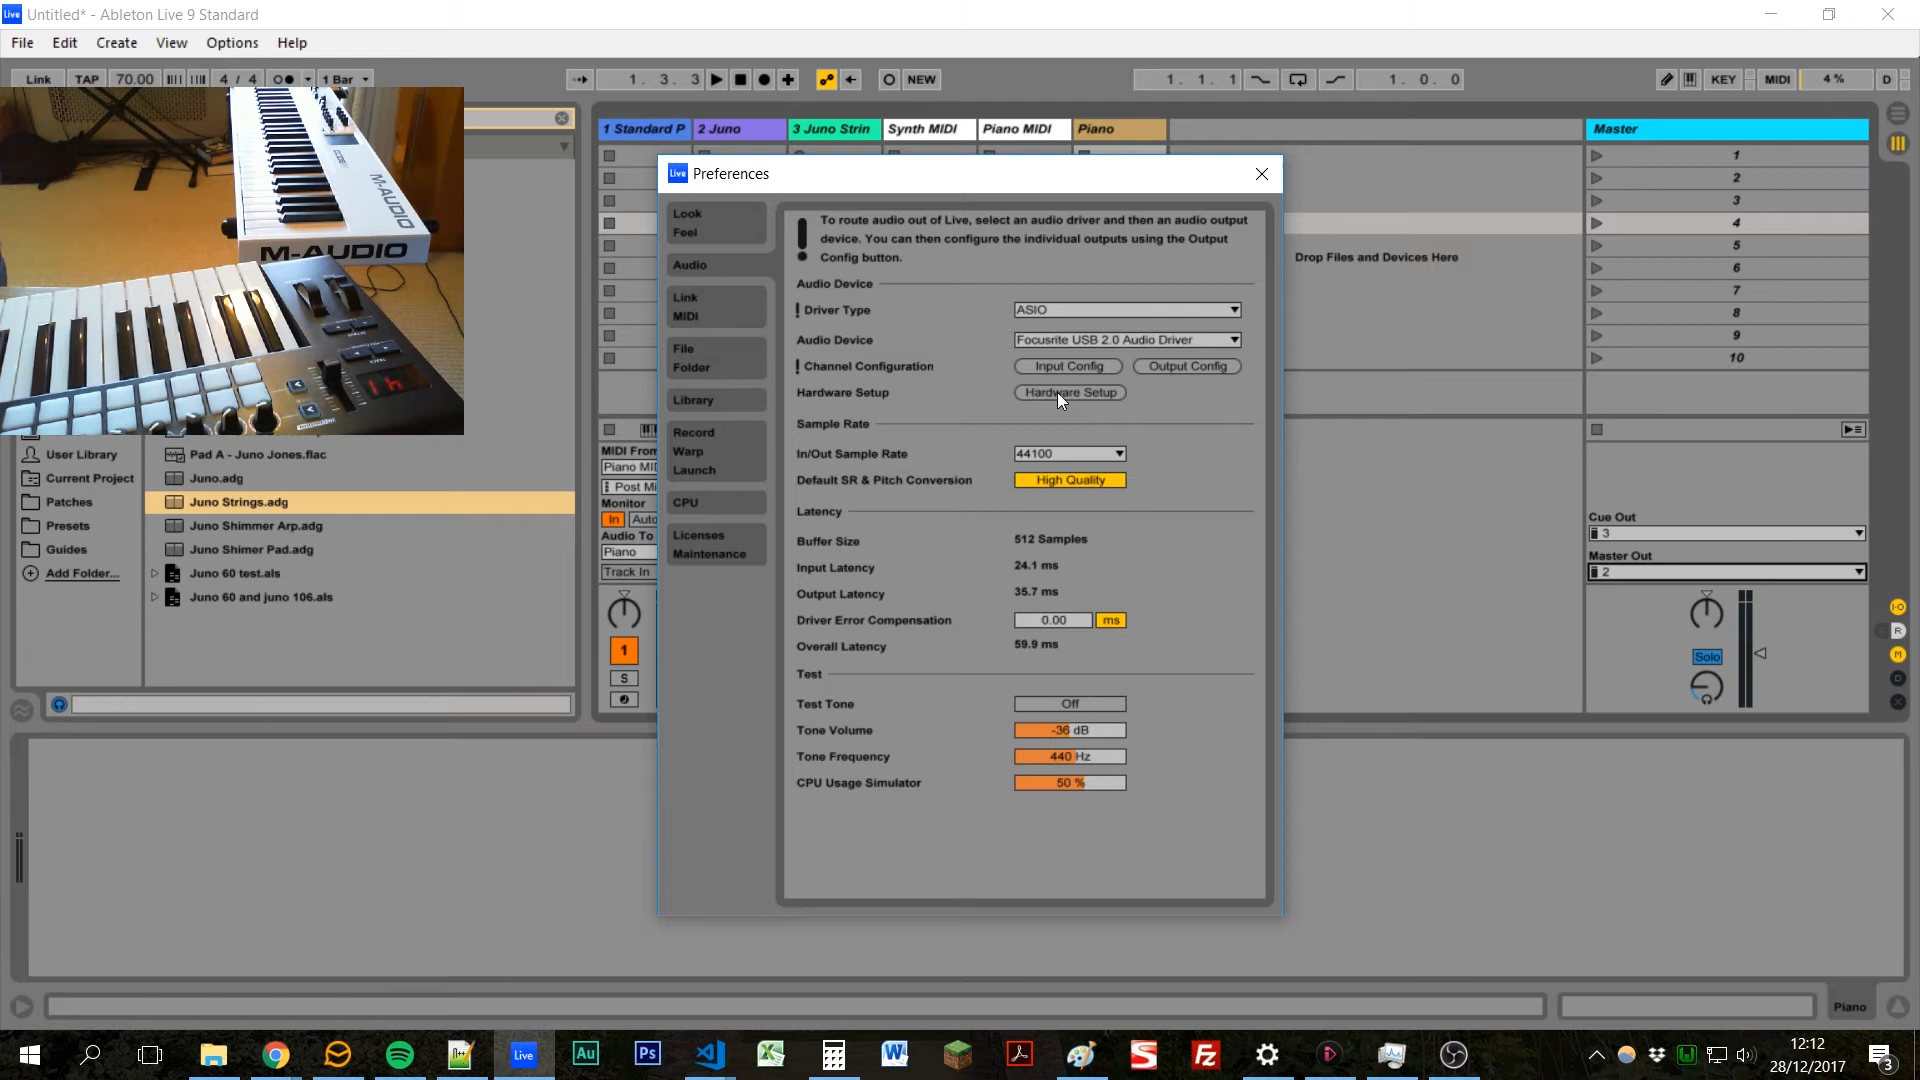 Live Untitled* - Ableton Live 9 Standard
File Edit Create View Options Help
Link TAP 70.00 4 / 4 1 Bar 1. 3. 3 NEW 1. 1. 1 1. 0. 0 KEY MIDI 4 % D
M-AUDIO
M-AUDIO
1 Standard P 2 Juno 3 Juno Strin Synth MIDI Piano MIDI Piano Master
1
2
3
4
5
6
7
8
9
10
Drop Files and Devices Here
Live Preferences
Look
Feel
Audio
Link
MIDI
File
Folder
Library
Record
Warp
Launch
CPU
Licenses
Maintenance
To route audio out of Live, select an audio driver and then an audio output
device. You can then configure the individual outputs using the Output
Config button.
Audio Device
Driver Type ASIO
Audio Device Focusrite USB 2.0 Audio Driver
Channel Configuration Input Config Output Config
Hardware Setup Hardware Setup
Sample Rate
In/Out Sample Rate 44100
Default SR & Pitch Conversion High Quality
Latency
Buffer Size 512 Samples
Input Latency 24.1 ms
Output Latency 35.7 ms
Driver Error Compensation 0.00 ms
Overall Latency 59.9 ms
Test
Test Tone Off
Tone Volume -36 dB
Tone Frequency 440 Hz
CPU Usage Simulator 50 %
User Library
Current Project
Patches
Presets
Guides
Add Folder...
Pad A - Juno Jones.flac
Juno.adg
Juno Strings.adg
Juno Shimmer Arp.adg
Juno Shimer Pad.adg
Juno 60 test.als
Juno 60 and juno 106.als
MIDI From
Piano MI
Post Mi
Monitor
In Auto
Audio To
Piano
Track In
1
S
Cue Out
3
Master Out
2
Solo
I-O
R
M
D
X
Piano
Live Au Ps
12:12
28/12/2017
3